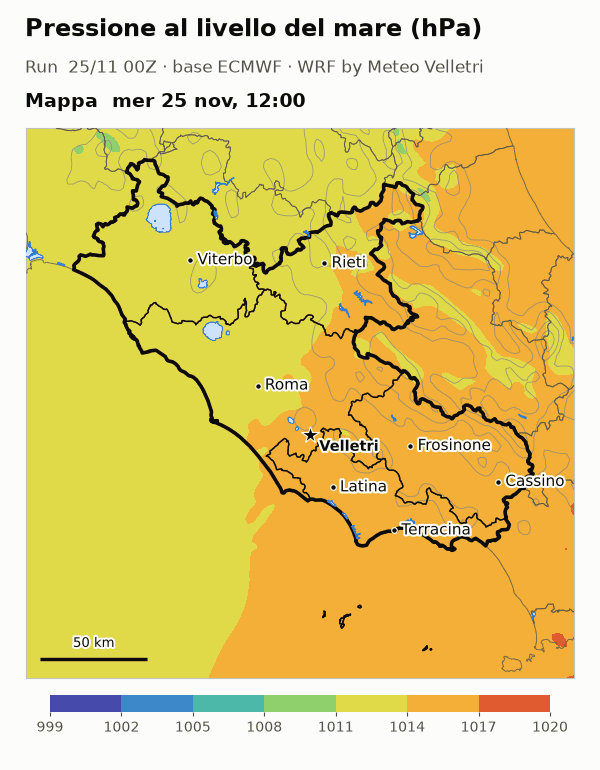 Pressione al livello del mare (hPa)
Run  25/11 00Z · base ECMWF · WRF by Meteo Velletri
Mappa  mer 25 nov, 12:00
Viterbo
Rieti
Roma
Velletri
Frosinone
Latina
Cassino
Terracina
50 km
999 1002 1005 1008 1011 1014 1017 1020